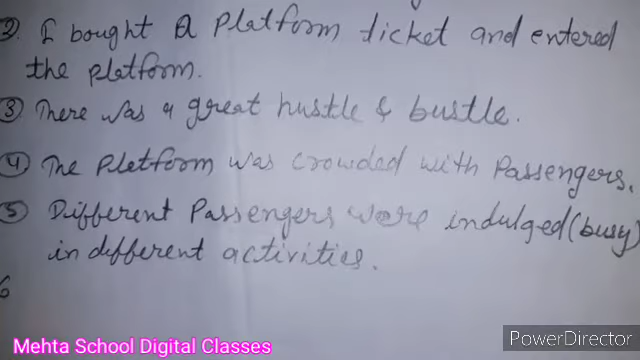 ② I bought a platform ticket and entered
the platform.
③ There was a great hustle & bustle.
④ The platform was crowded with Passengers.
⑤ Different Passengers were indulged (busy)
in different activities.
6
Mehta School Digital Classes
PowerDirector